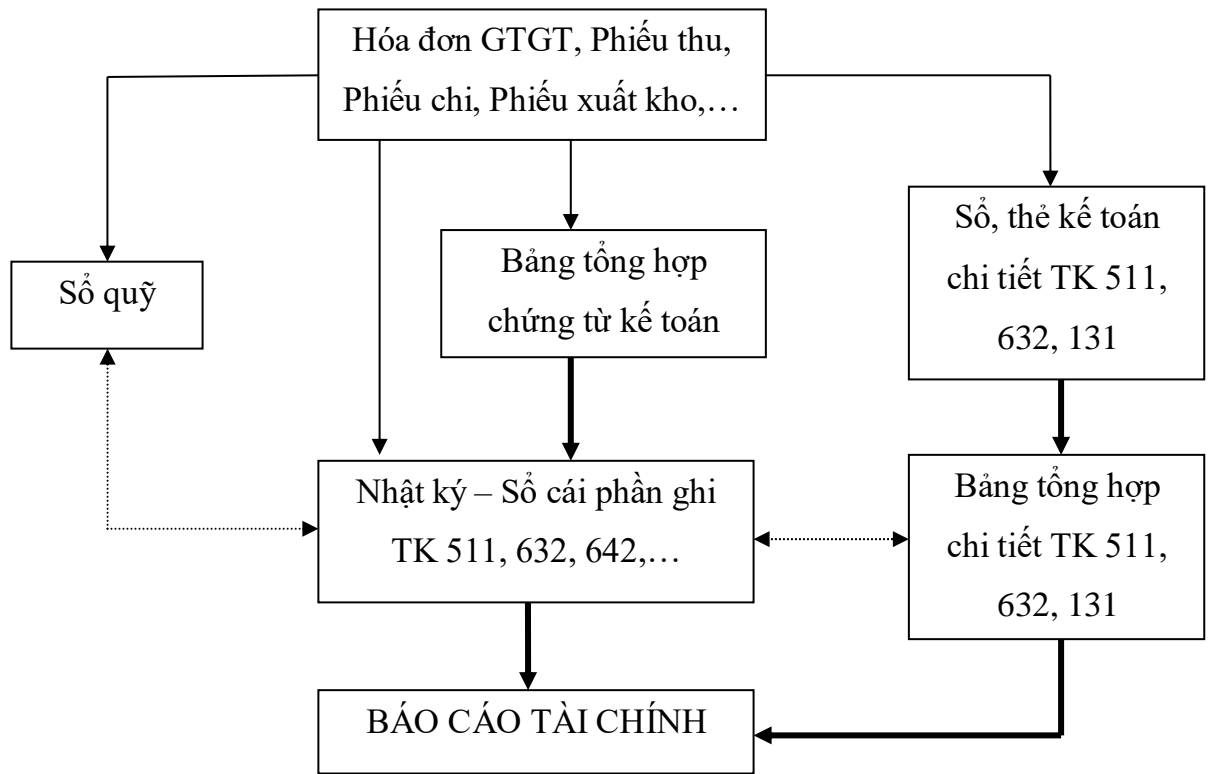 Hóa đơn GTGT, Phiếu thu,
Phiếu chi, Phiếu xuất kho,…
Sổ quỹ
Bảng tổng hợp
chứng từ kế toán
Sổ, thẻ kế toán
chi tiết TK 511,
632, 131
Nhật ký – Sổ cái phần ghi
TK 511, 632, 642,…
Bảng tổng hợp
chi tiết TK 511,
632, 131
BÁO CÁO TÀI CHÍNH